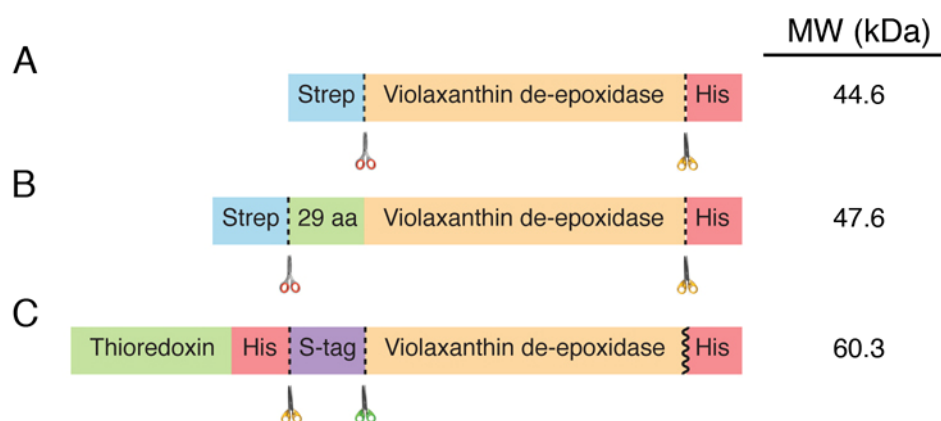 MW (kDa)
A
Strep Violaxanthin de-epoxidase His 44.6
B
Strep 29 aa Violaxanthin de-epoxidase His 47.6
C
Thioredoxin His S-tag Violaxanthin de-epoxidase His 60.3